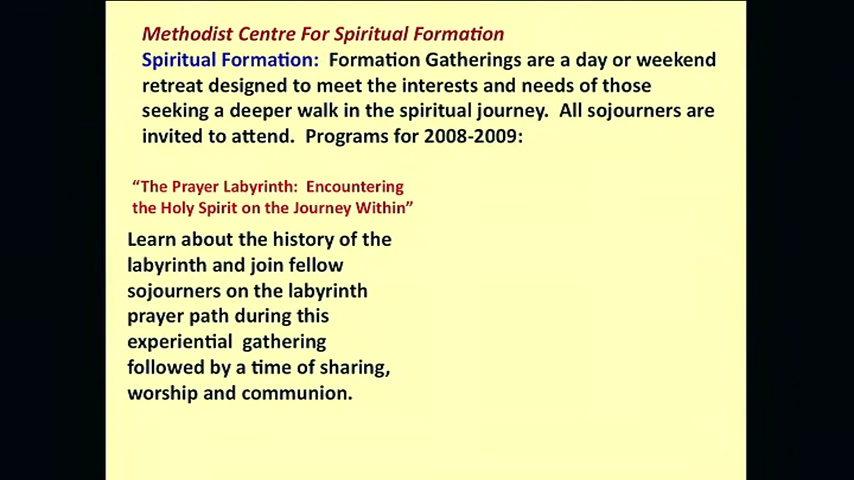 Methodist Centre For Spiritual Formation
Spiritual Formation: Formation Gatherings are a day or weekend
retreat designed to meet the interests and needs of those
seeking a deeper walk in the spiritual journey. All sojourners are
invited to attend. Programs for 2008-2009:
“The Prayer Labyrinth: Encountering
the Holy Spirit on the Journey Within”
Learn about the history of the
labyrinth and join fellow
sojourners on the labyrinth
prayer path during this
experiential gathering
followed by a time of sharing,
worship and communion.